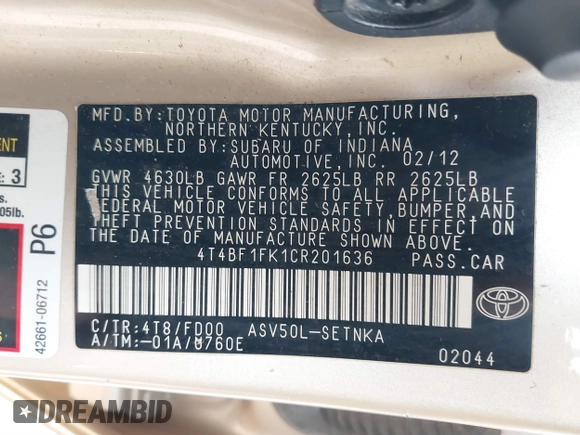 MFD.BY:TOYOTA MOTOR MANUFACTURING,
NORTHERN KENTUCKY,INC.
ASSEMBLED BY:SUBARU OF INDIANA
AUTOMOTIVE,INC. 02/12
GVWR 4630LB GAWR FR 2625LB RR 2625LB
THIS VEHICLE CONFORMS TO ALL APPLICABLE
FEDERAL MOTOR VEHICLE SAFETY,BUMPER,AND
THEFT PREVENTION STANDARDS IN EFFECT ON
THE DATE OF MANUFACTURE SHOWN ABOVE.
4T4BF1FK1CR201636 PASS.CAR
C/TR:4T8/FD00 ASV50L-SETNKA
A/TM:-01A/U760E
02044
TOYOTA
: 3
05lb.
P6
42661-06712
DREAMBID